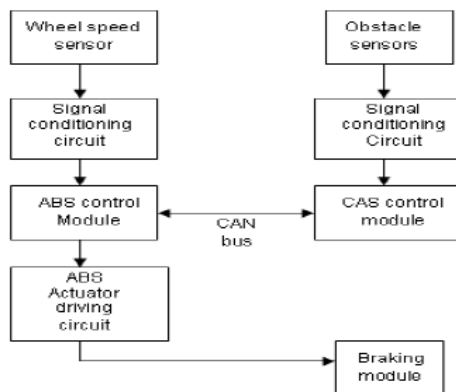 Wheel speed
sensor
Obstacle
sensors
Signal
conditioning
circuit
Signal
conditioning
Circuit
ABS control
Module
CAN
bus
CAS control
module
ABS
Actuator
driving
circuit
Braking
module